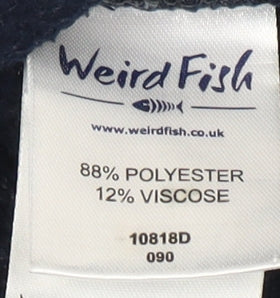 Weird Fish
www.weirdfish.co.uk
88% POLYESTER
12% VISCOSE
10818D
090